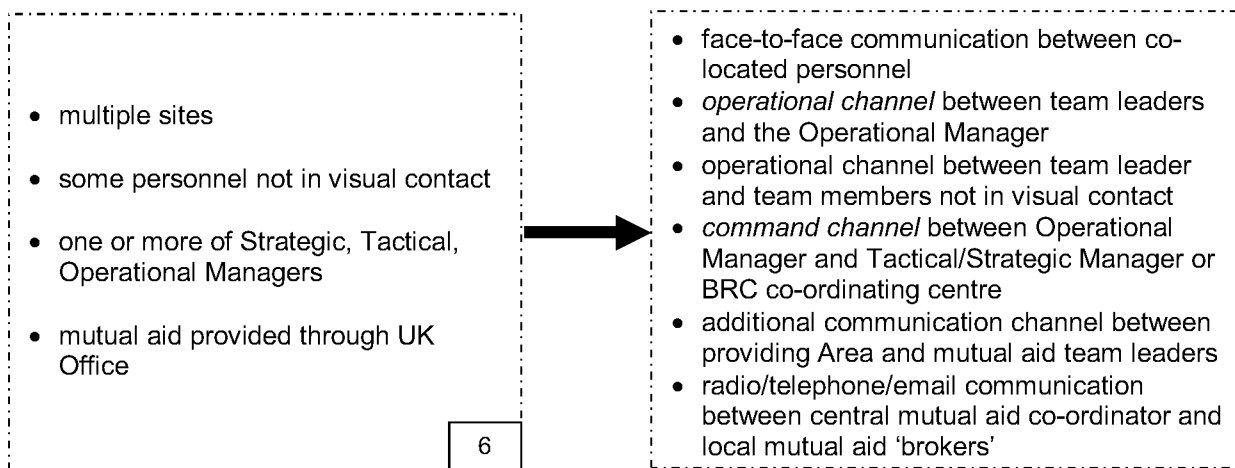 • multiple sites
• some personnel not in visual contact
• one or more of Strategic, Tactical,
Operational Managers
• mutual aid provided through UK
Office
6
• face-to-face communication between co-
located personnel
• operational channel between team leaders
and the Operational Manager
• operational channel between team leader
and team members not in visual contact
• command channel between Operational
Manager and Tactical/Strategic Manager or
BRC co-ordinating centre
• additional communication channel between
providing Area and mutual aid team leaders
• radio/telephone/email communication
between central mutual aid co-ordinator and
local mutual aid ‘brokers’